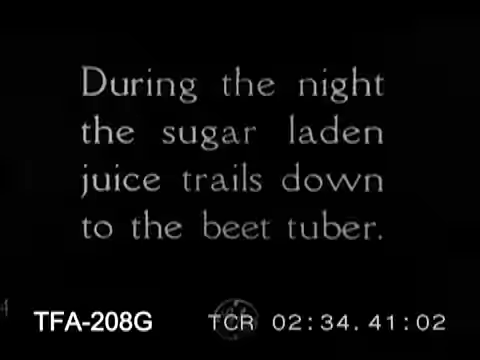 During the night
the sugar laden
juice trails down
to the beet tuber.
TFA-208G
TCR 02:34.41:02